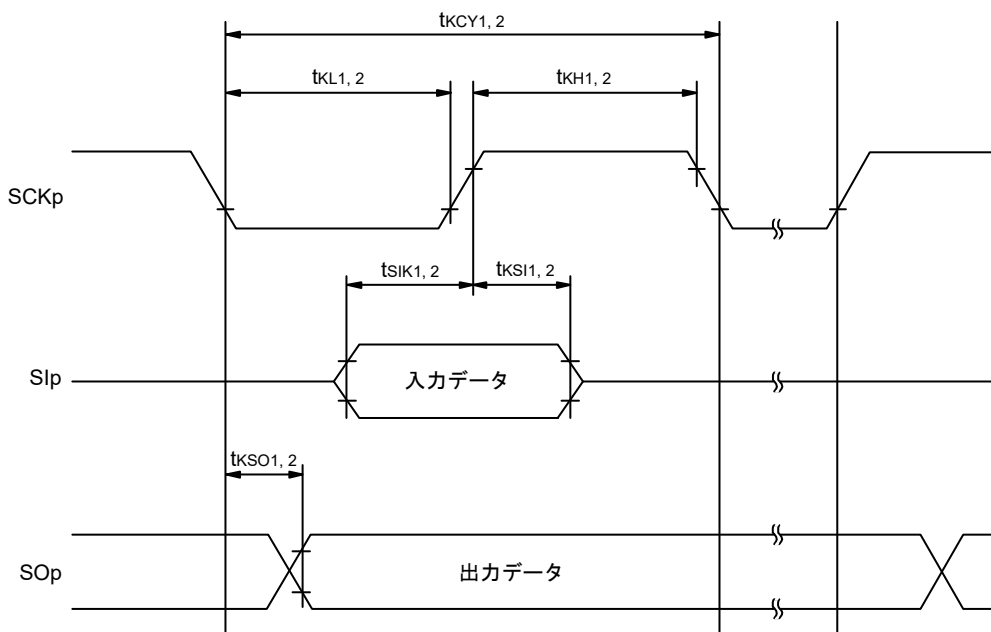 tKCY1, 2
tKL1, 2
tKH1, 2
SCKp
tSIK1, 2
tKSI1, 2
SIp
入力データ
tKSO1, 2
SOp
出力データ